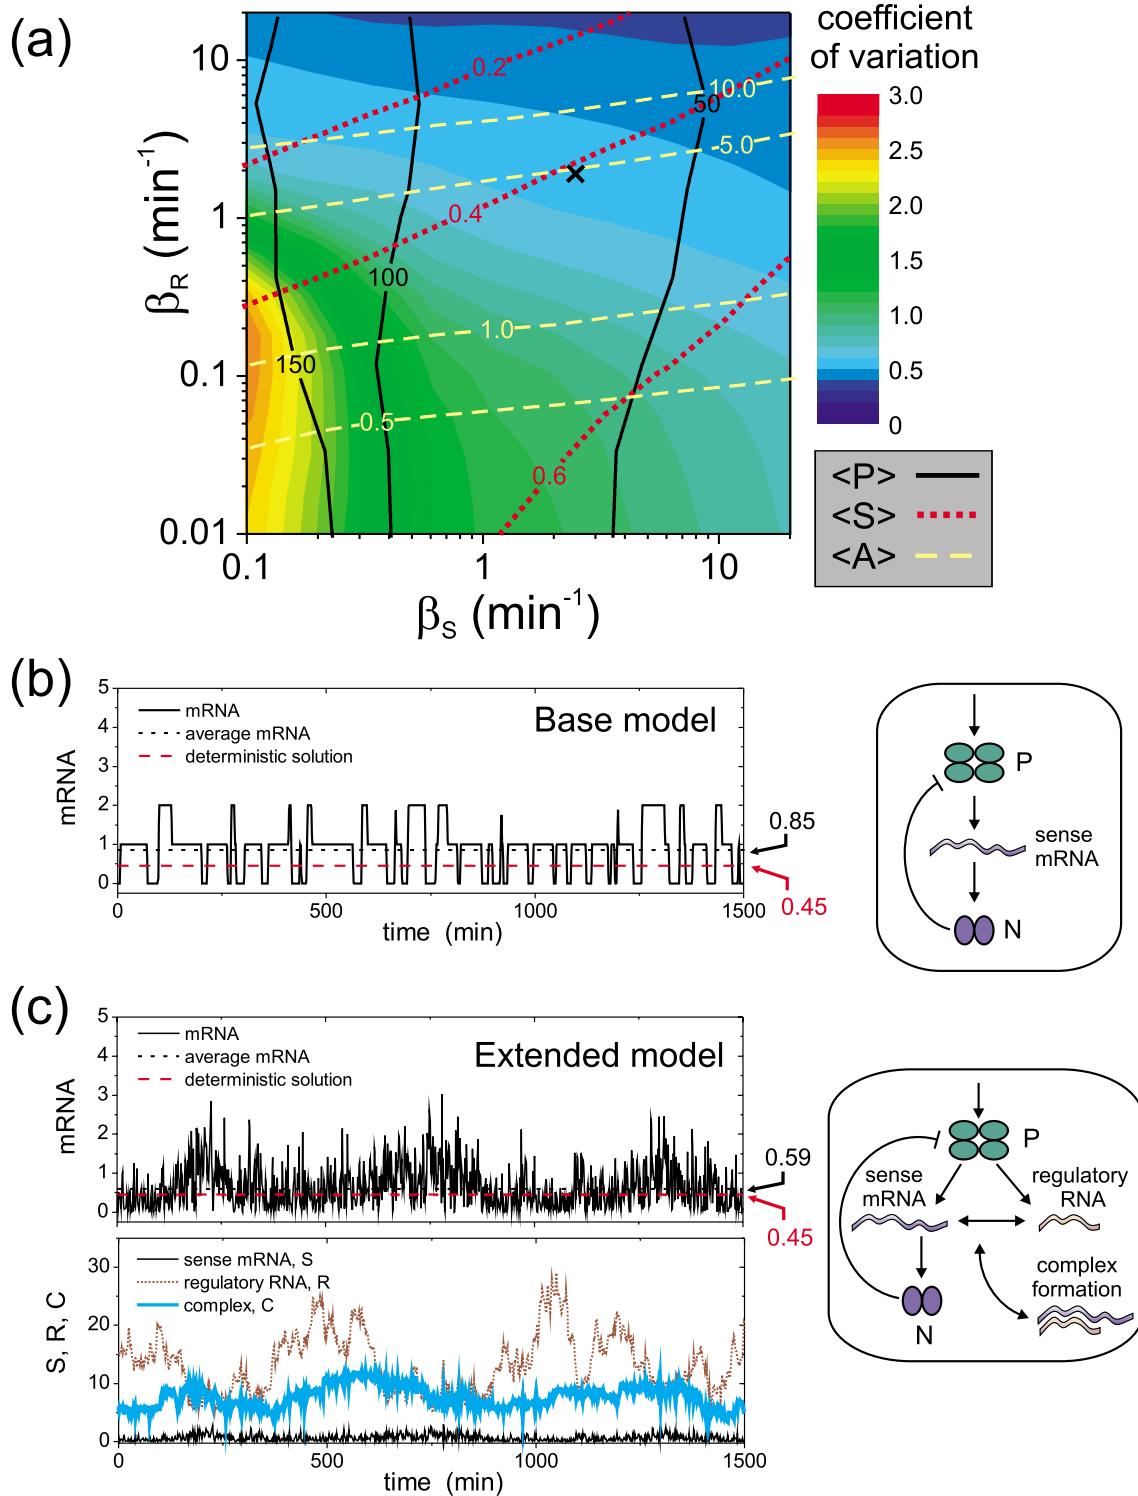 (a)
coefficient
of variation
10
1
0.1
0.01
β_R (min⁻¹)
0.1
1
10
β_S (min⁻¹)
0.2
10.0
50
5.0
0.4
100
1.0
150
0.5
0.6
3.0
2.5
2.0
1.5
1.0
0.5
0
<P>
<S>
<A>
(b)
5
4
3
2
1
0
mRNA
mRNA
average mRNA
deterministic solution
Base model
0.85
0.45
0
500
1000
1500
time (min)
P
sense
mRNA
N
(c)
5
4
3
2
1
0
mRNA
mRNA
average mRNA
deterministic solution
Extended model
0.59
0.45
30
20
10
0
S, R, C
sense mRNA, S
regulatory RNA, R
complex, C
0
500
1000
1500
time (min)
P
sense
mRNA
regulatory
RNA
complex
formation
N